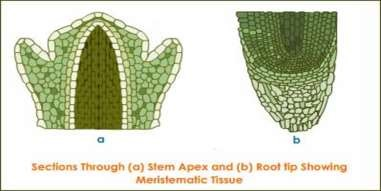 a b
Sections Through (a) Stem Apex and (b) Root tip Showing
Meristematic Tissue